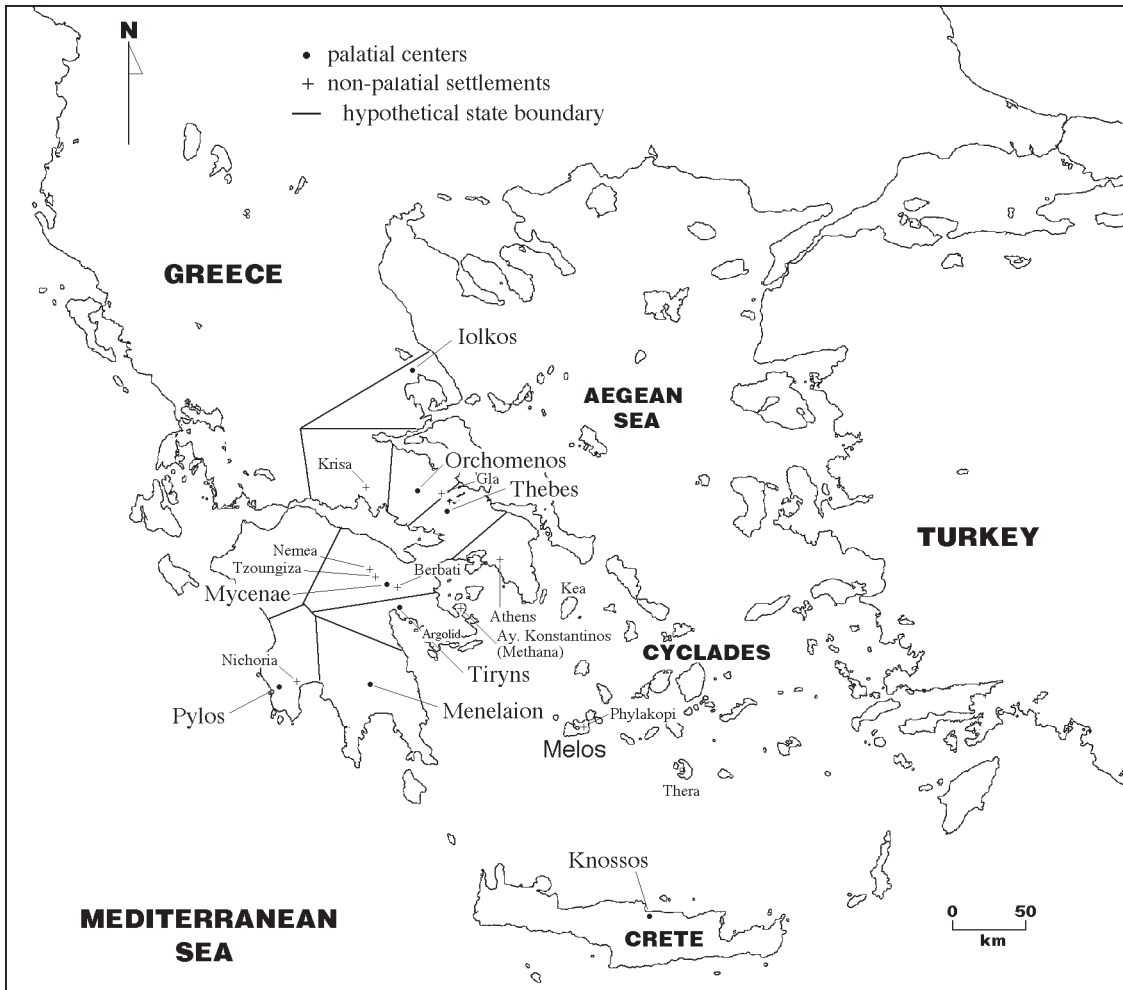 N
palatial centers
non-palatial settlements
hypothetical state boundary
GREECE
Iolkos
AEGEAN
SEA
Krisa
Orchomenos
Gla
Thebes
TURKEY
Nemea
Tzoungiza
Berbati
Mycenae
Kea
Athens
Argolid
Ay. Konstantinos
(Methana)
CYCLADES
Nichoria
Tiryns
Pylos
Menelaion
Phylakopi
Melos
Thera
Knossos
MEDITERRANEAN
SEA
CRETE
0 50
km